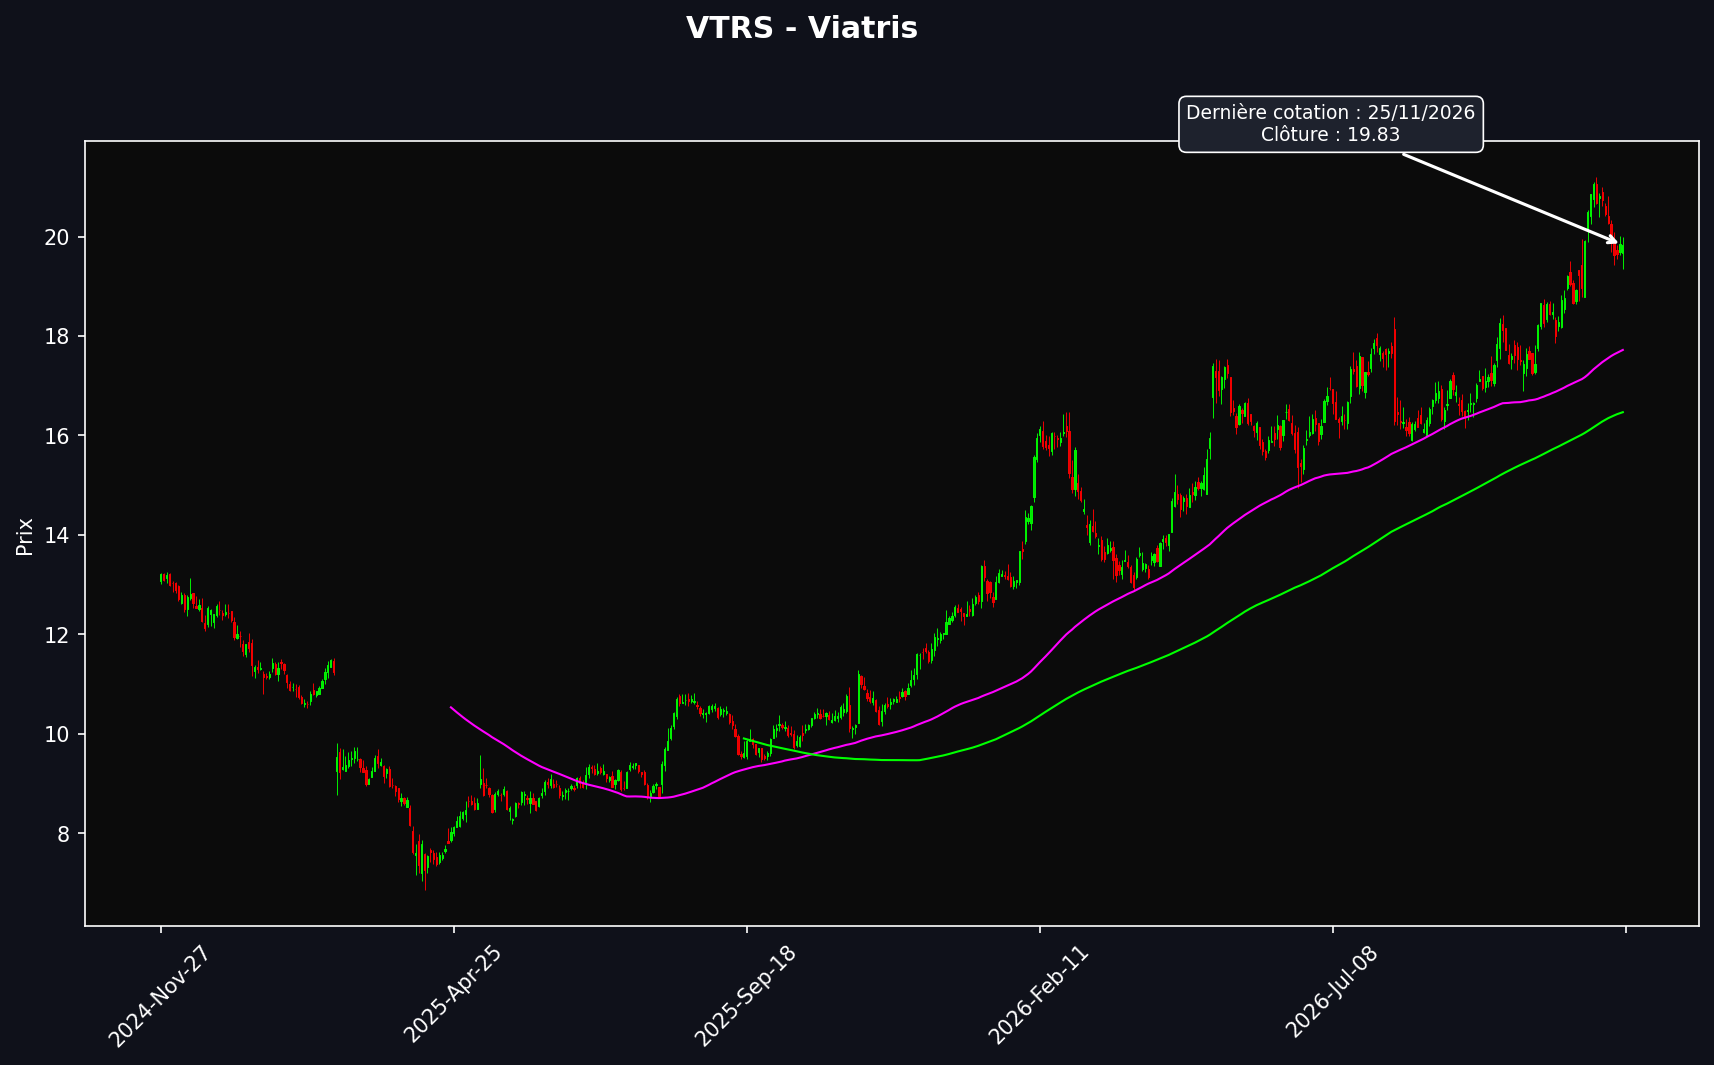 VTRS - Viatris
Dernière cotation : 25/11/2026
Clôture : 19.83
Prix
20
18
16
14
12
10
8
2024-Nov-27
2025-Apr-25
2025-Sep-18
2026-Feb-11
2026-Jul-08